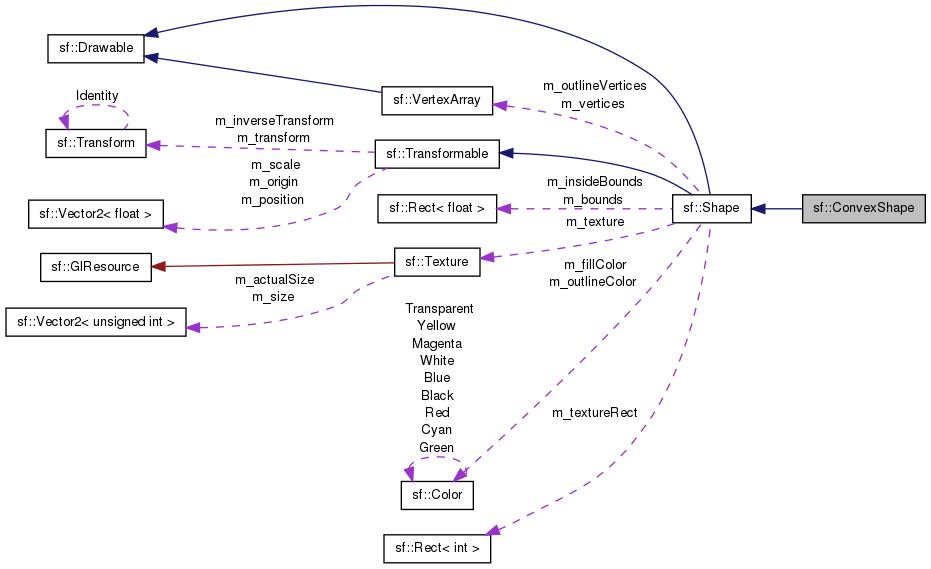 sf::Drawable
Identity
sf::Transform
sf::VertexArray
m_outlineVertices
m_vertices
m_inverseTransform
m_transform
sf::Transformable
m_scale
m_origin
m_position
sf::Vector2< float >
m_insideBounds
m_bounds
sf::Rect< float >
sf::Shape
sf::ConvexShape
m_texture
sf::GlResource
sf::Texture
m_actualSize
m_size
sf::Vector2< unsigned int >
m_fillColor
m_outlineColor
Transparent
Yellow
Magenta
White
Blue
Black
Red
Cyan
Green
m_textureRect
sf::Color
sf::Rect< int >